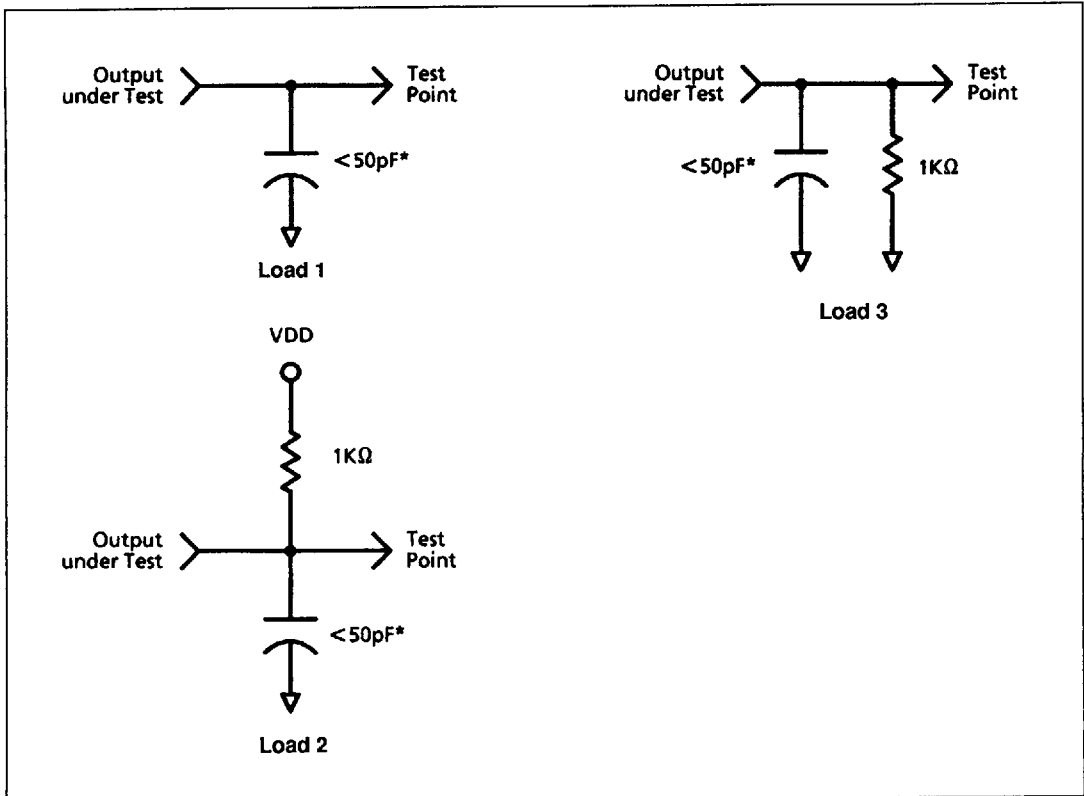 Output
under Test
Test
Point
<50pF*
Load 1
Output
under Test
Test
Point
<50pF*
1KΩ
Load 3
VDD
1KΩ
Output
under Test
Test
Point
<50pF*
Load 2